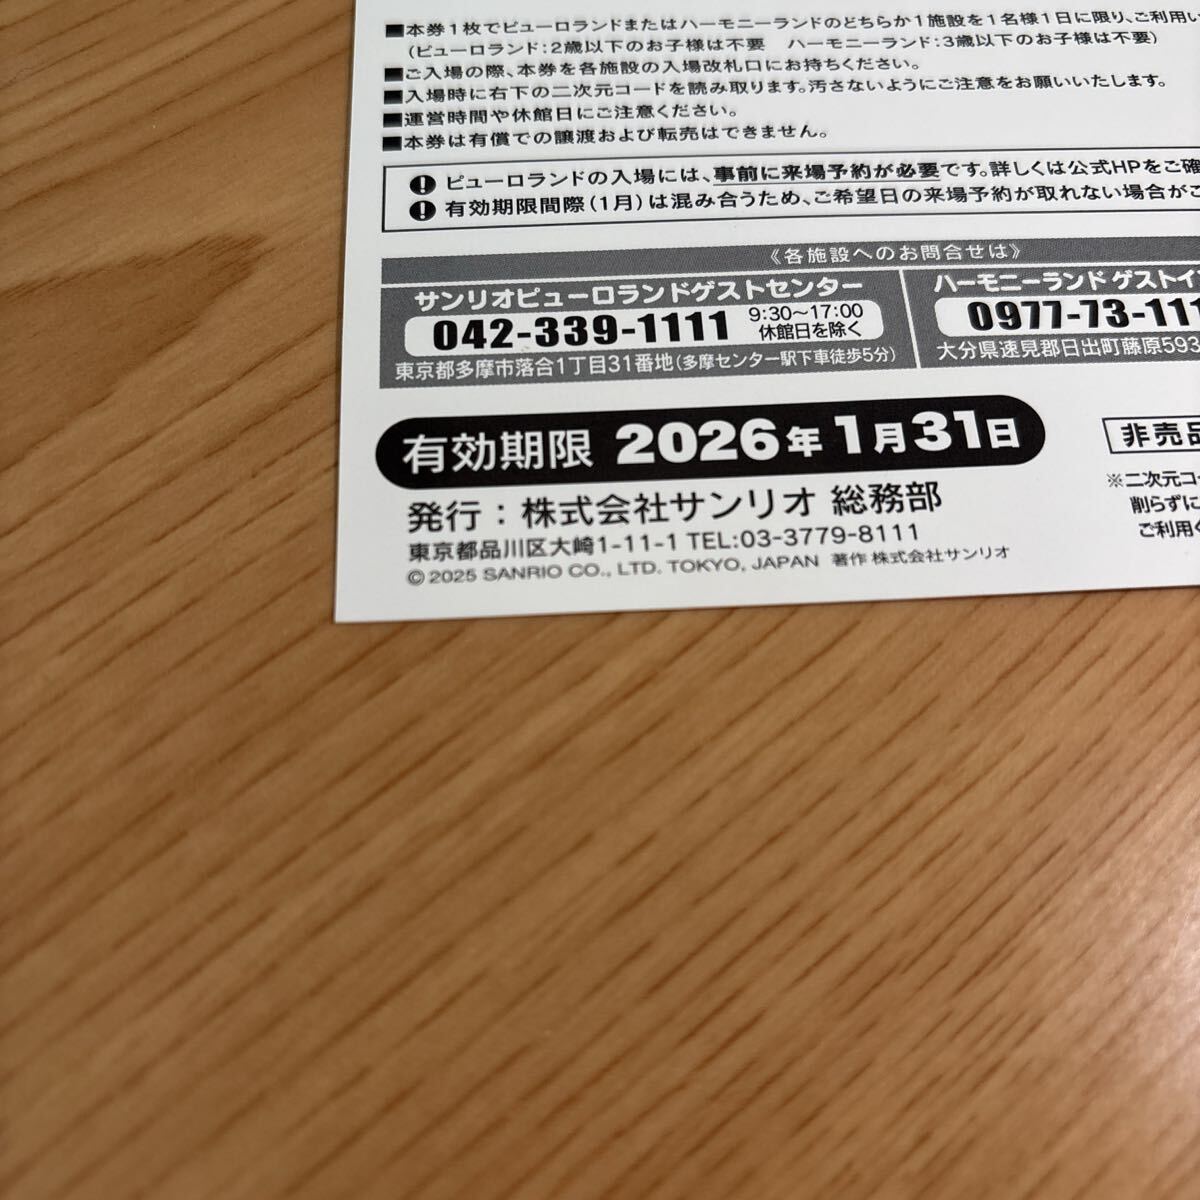 ■本券1枚でピューロランドまたはハーモニーランドのどちらか1施設を1名様1日に限り、ご利用い
(ピューロランド:2歳以下のお子様は不要 ハーモニーランド:3歳以下のお子様は不要)
■ご入場の際、本券を各施設の入場改札口にお持ちください。
■入場時に右下の二次元コードを読み取ります。汚さないようにご注意をお願いいたします。
■運営時間や休館日にご注意ください。
■本券は有償での譲渡および転売はできません。
! ピューロランドの入場には、事前に来場予約が必要です。詳しくは公式HPをご確
! 有効期限間際(1月)は混み合うため、ご希望日の来場予約が取れない場合がご
《各施設へのお問合せは》
サンリオピューロランドゲストセンター
042-339-1111 9:30〜17:00
休館日を除く
東京都多摩市落合1丁目31番地(多摩センター駅下車徒歩5分)
ハーモニーランド ゲストイン
0977-73-111
大分県速見郡日出町藤原593
有効期限 2026年1月31日
非売品
発行:株式会社サンリオ 総務部
東京都品川区大崎1-11-1 TEL:03-3779-8111
© 2025 SANRIO CO., LTD. TOKYO, JAPAN 著作 株式会社サンリオ
※二次元コー
削らずに
ご利用く